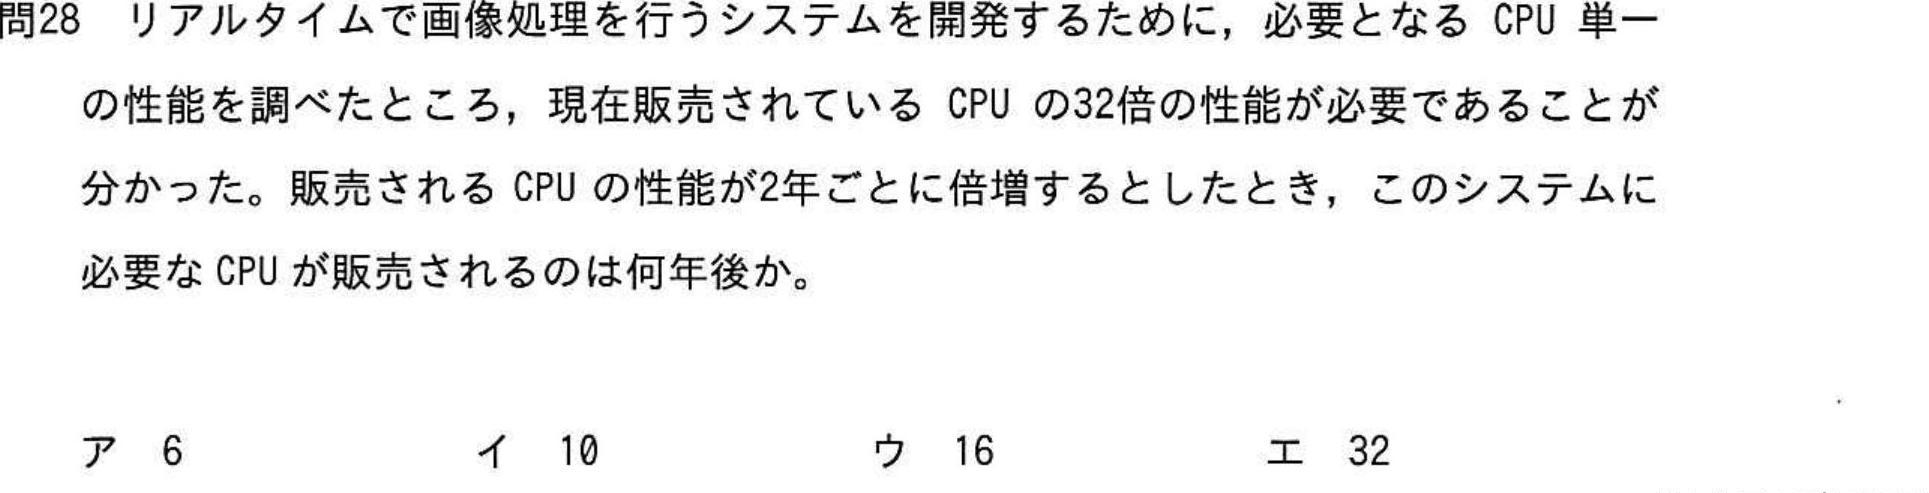 問28　リアルタイムで画像処理を行うシステムを開発するために，必要となる CPU 単一
の性能を調べたところ，現在販売されている CPU の32倍の性能が必要であることが
分かった。販売される CPU の性能が2年ごとに倍増するとしたとき，このシステムに
必要な CPU が販売されるのは何年後か。
ア　6　イ　10　ウ　16　エ　32